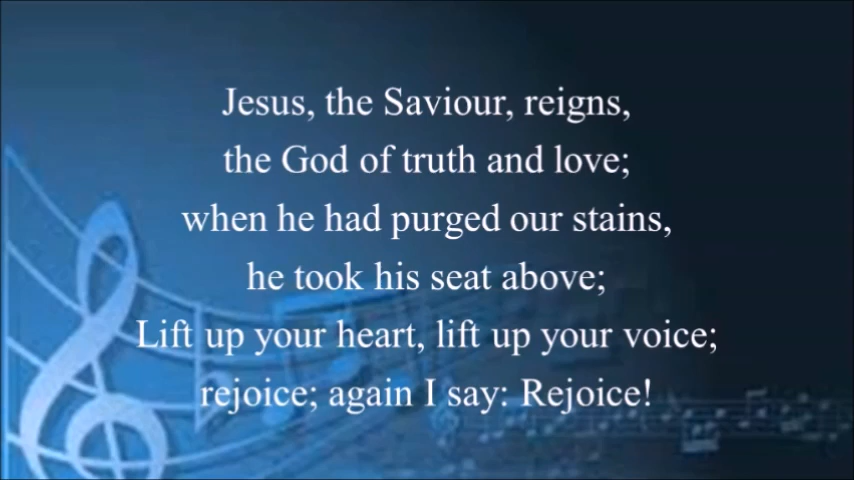 Jesus, the Saviour, reigns,
the God of truth and love;
when he had purged our stains,
he took his seat above;
Lift up your heart, lift up your voice;
rejoice; again I say: Rejoice!